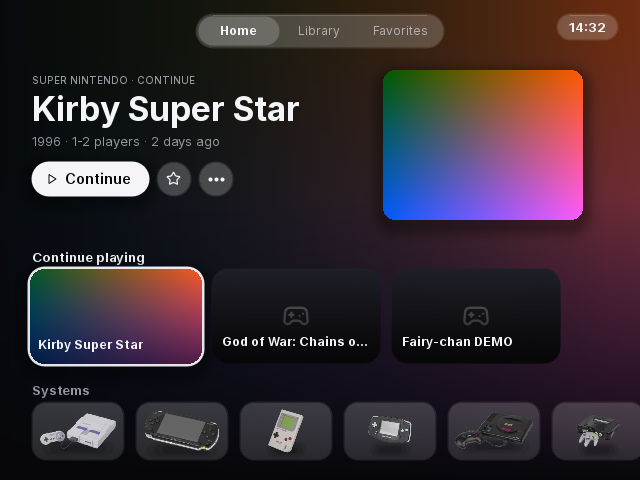 Home
Library
Favorites
14:32
SUPER NINTENDO · CONTINUE
Kirby Super Star
1996 · 1-2 players · 2 days ago
Continue
Continue playing
Kirby Super Star
God of War: Chains o...
Fairy-chan DEMO
Systems